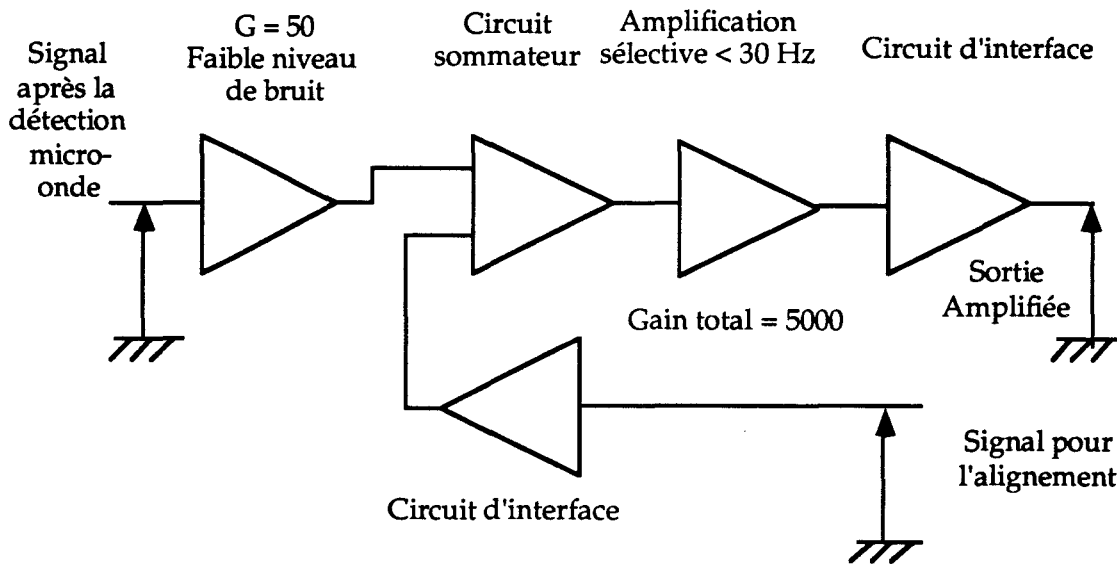 Signal
après la
détection
micro-
onde
G = 50
Faible niveau
de bruit
Circuit
sommateur
Amplification
sélective < 30 Hz
Circuit d'interface
Sortie
Amplifiée
Gain total = 5000
Signal pour
l'alignement
Circuit d'interface